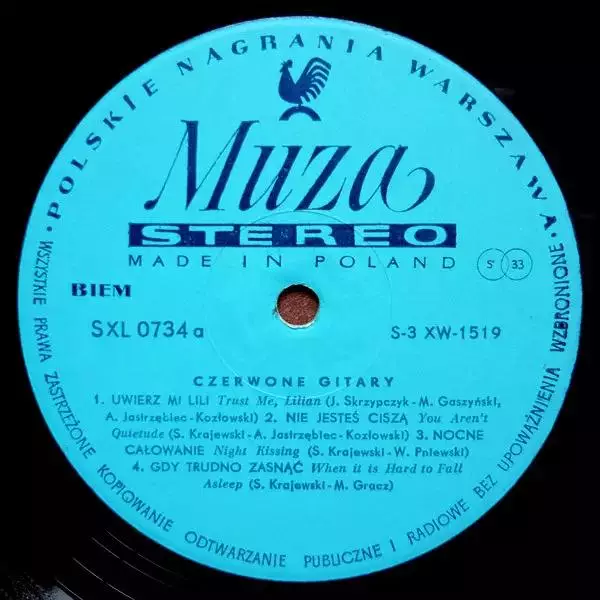 • POLSKIE NAGRANIA WARSZAWA •
Muza
STEREO
MADE IN POLAND
S 33
BIEM
SXL 0734 a
S-3 XW-1519
CZERWONE GITARY
1. UWIERZ MI LILI Trust Me, Lilian (J. Skrzypczyk-M. Gaszyński,
A. Jastrzębiec-Kozłowski) 2. NIE JESTEŚ CISZĄ You Aren't
Quietude (S. Krajewski-A. Jastrzębiec-Kozłowski) 3. NOCNE
CAŁOWANIE Night Kissing (S. Krajewski-W. Pniewski)
4. GDY TRUDNO ZASNĄĆ When it is Hard to Fall
Asleep (S. Krajewski-M. Gracz)
WSZYSTKIE PRAWA ZASTRZEŻONE KOPIOWANIE ODTWARZANIE PUBLICZNE I RADIOWE BEZ UPOWAŻNIENIA WZBRONIONE